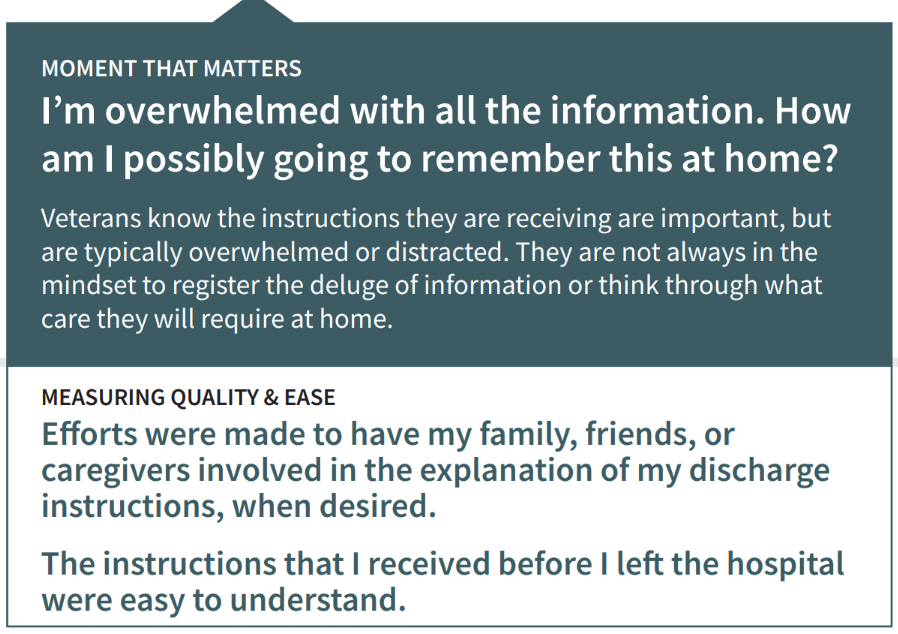 MOMENT THAT MATTERS
I’m overwhelmed with all the information. How
am I possibly going to remember this at home?
Veterans know the instructions they are receiving are important, but
are typically overwhelmed or distracted. They are not always in the
mindset to register the deluge of information or think through what
care they will require at home.
MEASURING QUALITY & EASE
Efforts were made to have my family, friends, or
caregivers involved in the explanation of my discharge
instructions, when desired.
The instructions that I received before I left the hospital
were easy to understand.